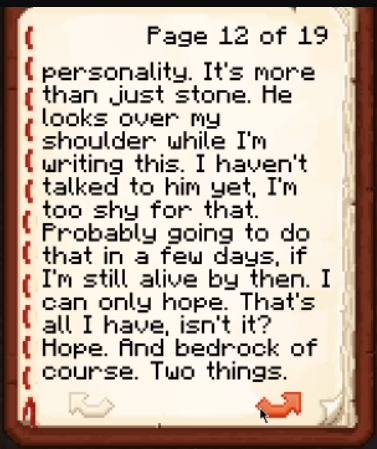 Page 12 of 19
personality. It's more
than just stone. He
looks over my
shoulder while I'm
writing this. I haven't
talked to him yet, I'm
too shy for that.
Probably going to do
that in a few days, if
I'm still alive by then. I
can only hope. That's
all I have, isn't it?
Hope. And bedrock of
course. Two things.